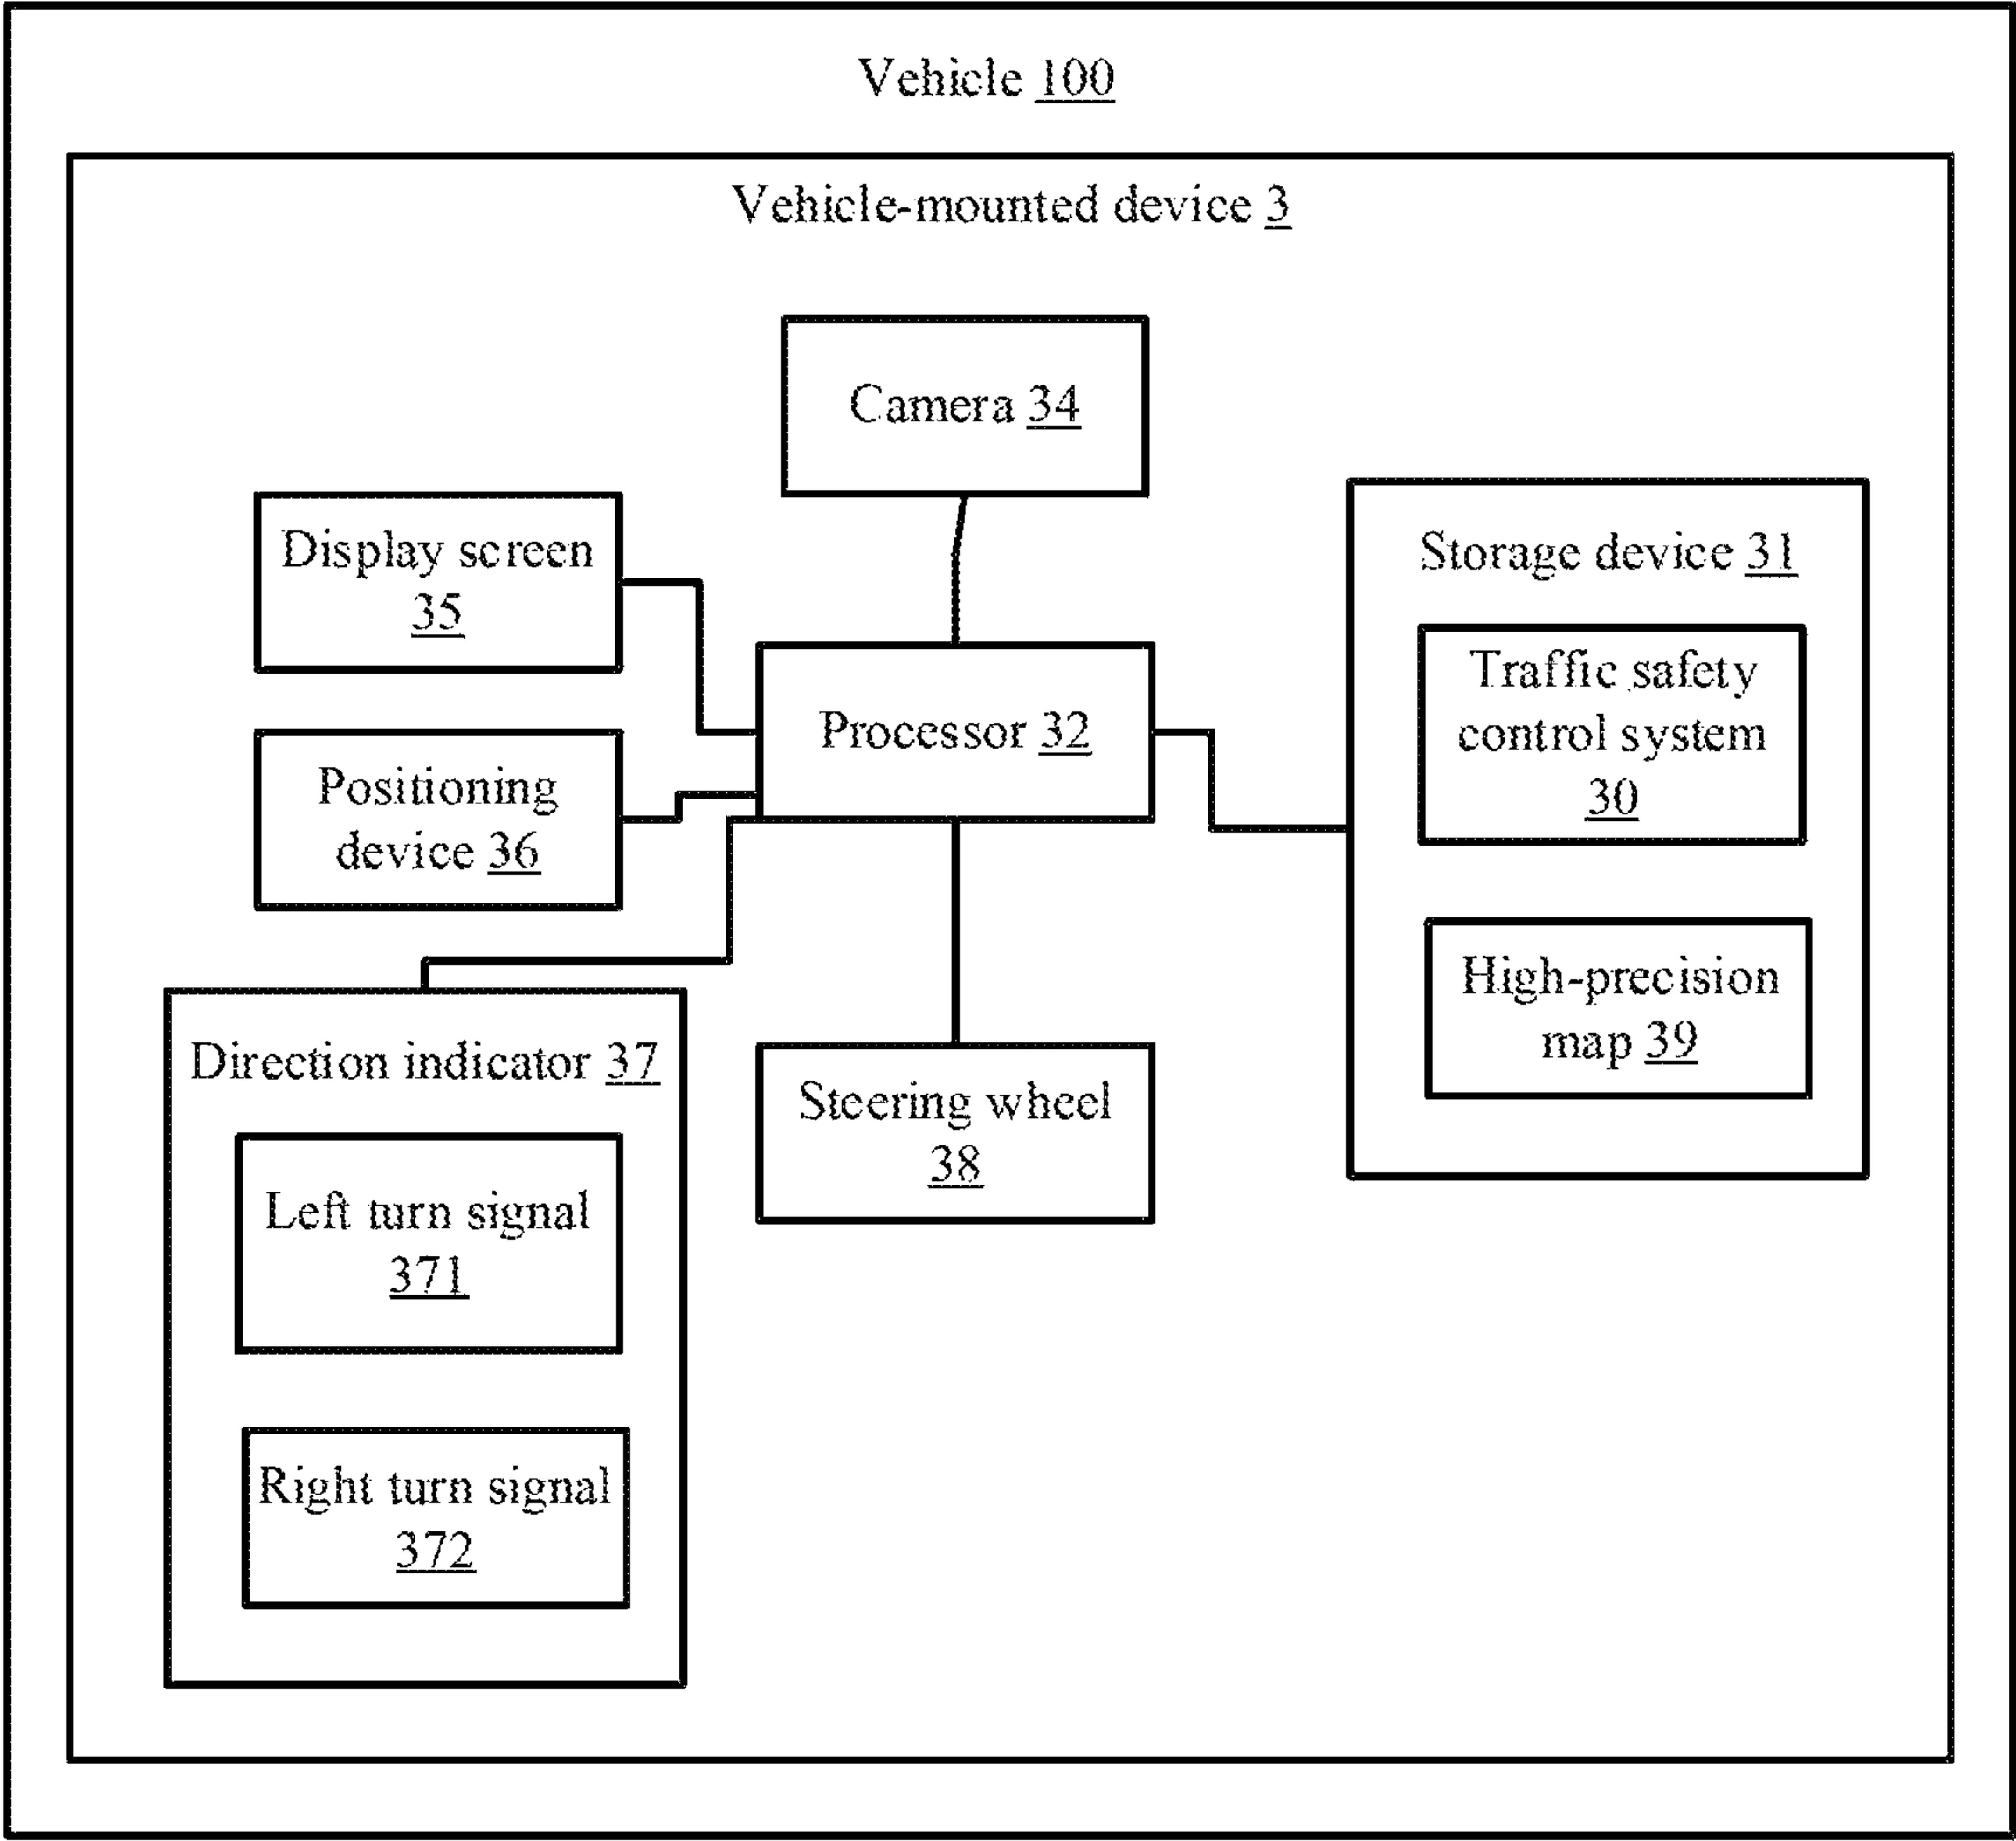 Vehicle 100
Vehicle-mounted device 3
Camera 34
Display screen
35
Storage device 31
Traffic safety
control system
30
Processor 32
Positioning
device 36
High-precision
map 39
Direction indicator 37
Steering wheel
38
Left turn signal
371
Right turn signal
372